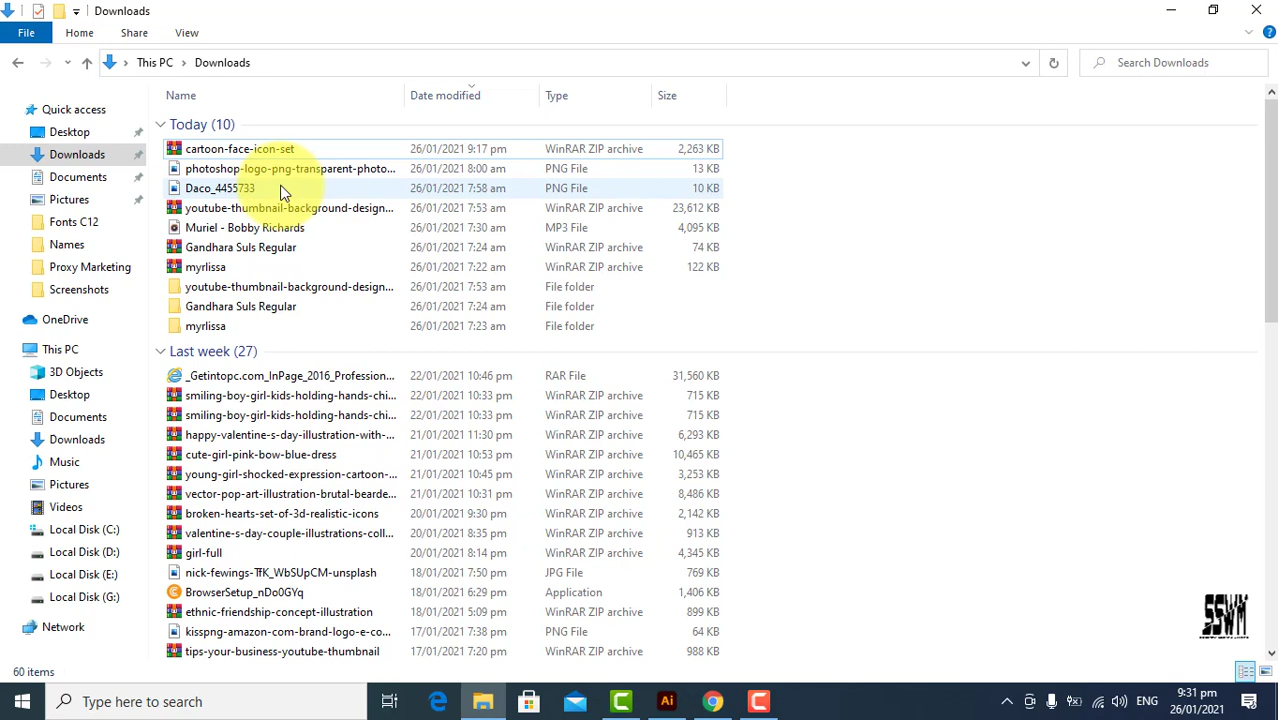 Downloads
File Home Share View
This PC > Downloads
Search Downloads
Name Date modified Type Size
Quick access
Desktop
Downloads
Documents
Pictures
Fonts C12
Names
Proxy Marketing
Screenshots
OneDrive
This PC
3D Objects
Desktop
Documents
Downloads
Music
Pictures
Videos
Local Disk (C:)
Local Disk (D:)
Local Disk (E:)
Local Disk (G:)
Network
Today (10)
cartoon-face-icon-set 26/01/2021 9:17 pm WinRAR ZIP archive 2,263 KB
photoshop-logo-png-transparent-photo... 26/01/2021 8:00 am PNG File 13 KB
Daco_4455733 26/01/2021 7:58 am PNG File 10 KB
youtube-thumbnail-background-design... 26/01/2021 7:53 am WinRAR ZIP archive 23,612 KB
Muriel - Bobby Richards 26/01/2021 7:30 am MP3 File 4,095 KB
Gandhara Suls Regular 26/01/2021 7:24 am WinRAR ZIP archive 74 KB
myrlissa 26/01/2021 7:22 am WinRAR ZIP archive 122 KB
youtube-thumbnail-background-design... 26/01/2021 7:53 am File folder
Gandhara Suls Regular 26/01/2021 7:24 am File folder
myrlissa 26/01/2021 7:23 am File folder
Last week (27)
_Getintopc.com_InPage_2016_Profession... 22/01/2021 10:46 pm RAR File 31,560 KB
smiling-boy-girl-kids-holding-hands-chi... 22/01/2021 10:33 pm WinRAR ZIP archive 715 KB
smiling-boy-girl-kids-holding-hands-chi... 22/01/2021 10:33 pm WinRAR ZIP archive 715 KB
happy-valentine-s-day-illustration-with-... 21/01/2021 11:30 pm WinRAR ZIP archive 6,293 KB
cute-girl-pink-bow-blue-dress 21/01/2021 10:53 pm WinRAR ZIP archive 10,465 KB
young-girl-shocked-expression-cartoon-... 21/01/2021 10:45 pm WinRAR ZIP archive 3,253 KB
vector-pop-art-illustration-brutal-bearde... 21/01/2021 10:31 pm WinRAR ZIP archive 8,486 KB
broken-hearts-set-of-3d-realistic-icons 20/01/2021 9:30 pm WinRAR ZIP archive 2,142 KB
valentine-s-day-couple-illustrations-coll... 20/01/2021 8:35 pm WinRAR ZIP archive 913 KB
girl-full 20/01/2021 8:14 pm WinRAR ZIP archive 4,345 KB
nick-fewings-TfK_WbSUpCM-unsplash 18/01/2021 7:50 pm JPG File 769 KB
BrowserSetup_nDo0GYq 18/01/2021 6:29 pm Application 1,406 KB
ethnic-friendship-concept-illustration 18/01/2021 5:09 pm WinRAR ZIP archive 899 KB
kisspng-amazon-com-brand-logo-e-co... 17/01/2021 7:38 pm PNG File 64 KB
tips-your-business-youtube-thumbnail 17/01/2021 7:20 pm WinRAR ZIP archive 988 KB
SSWM
60 items
Type here to search
Ai
ENG
9:31 pm
26/01/2021